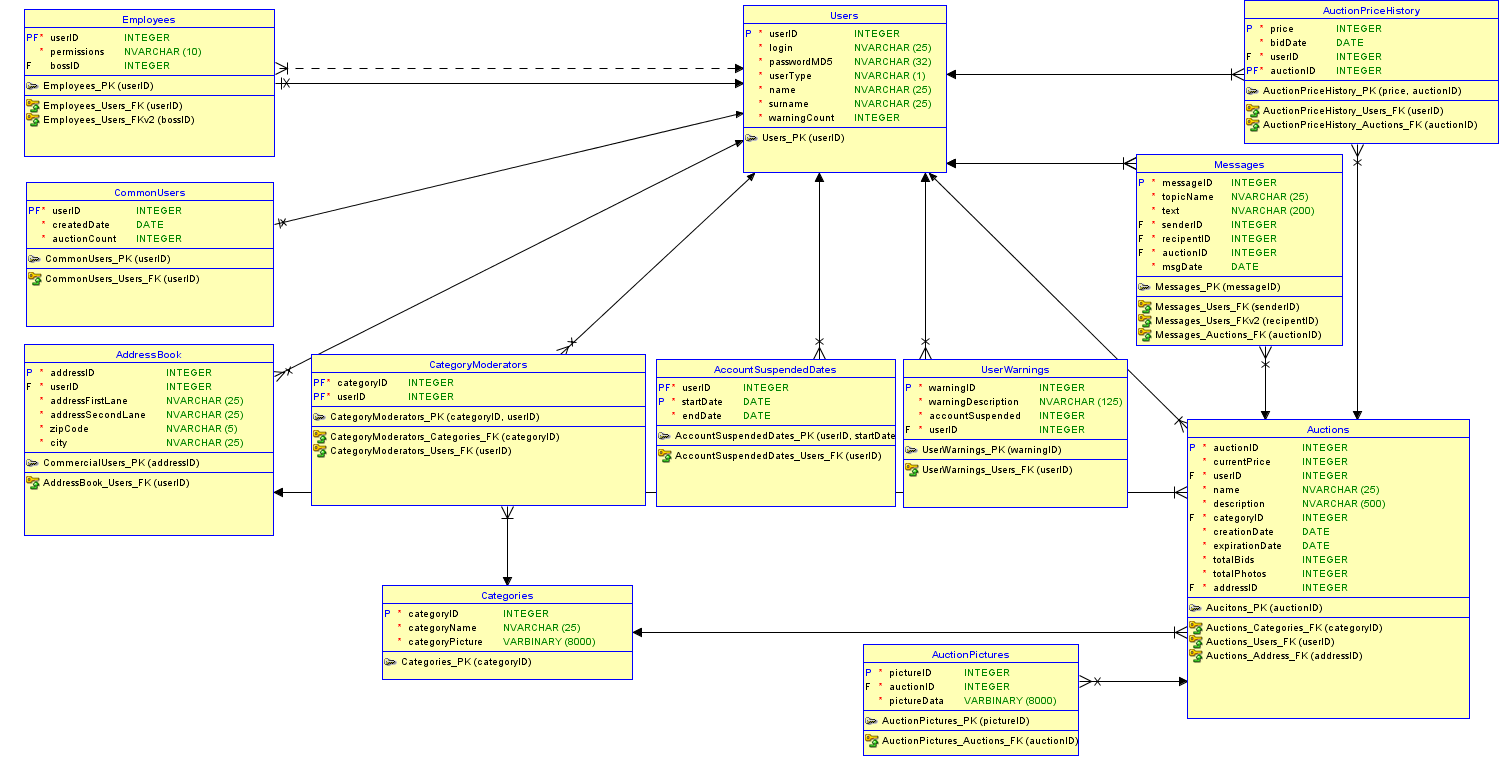 Employees
PF* userID INTEGER
* permissions NVARCHAR (10)
F bossID INTEGER
Employees_PK (userID)
Employees_Users_FK (userID)
Employees_Users_FKv2 (bossID)
Users
P * userID INTEGER
* login NVARCHAR (25)
* passwordMD5 NVARCHAR (32)
* userType NVARCHAR (1)
* name NVARCHAR (25)
* surname NVARCHAR (25)
* warningCount INTEGER
Users_PK (userID)
AuctionPriceHistory
P * price INTEGER
* bidDate DATE
F * userID INTEGER
PF* auctionID INTEGER
AuctionPriceHistory_PK (price, auctionID)
AuctionPriceHistory_Users_FK (userID)
AuctionPriceHistory_Auctions_FK (auctionID)
Messages
P * messageID INTEGER
* topicName NVARCHAR (25)
* text NVARCHAR (200)
F * senderID INTEGER
F * recipentID INTEGER
F * auctionID INTEGER
* msgDate DATE
Messages_PK (messageID)
Messages_Users_FK (senderID)
Messages_Users_FKv2 (recipentID)
Messages_Auctions_FK (auctionID)
CommonUsers
PF* userID INTEGER
* createdDate DATE
* auctionCount INTEGER
CommonUsers_PK (userID)
CommonUsers_Users_FK (userID)
AddressBook
P * addressID INTEGER
F * userID INTEGER
* addressFirstLane NVARCHAR (25)
* addressSecondLane NVARCHAR (25)
* zipCode NVARCHAR (5)
* city NVARCHAR (25)
CommercialUsers_PK (addressID)
AddressBook_Users_FK (userID)
CategoryModerators
PF* categoryID INTEGER
PF* userID INTEGER
CategoryModerators_PK (categoryID, userID)
CategoryModerators_Categories_FK (categoryID)
CategoryModerators_Users_FK (userID)
AccountSuspendedDates
PF* userID INTEGER
P * startDate DATE
* endDate DATE
AccountSuspendedDates_PK (userID, startDate
AccountSuspendedDates_Users_FK (userID)
UserWarnings
P * warningID INTEGER
* warningDescription NVARCHAR (125)
* accountSuspended INTEGER
F * userID INTEGER
UserWarnings_PK (warningID)
UserWarnings_Users_FK (userID)
Auctions
P * auctionID INTEGER
* currentPrice INTEGER
F * userID INTEGER
* name NVARCHAR (25)
* description NVARCHAR (500)
F * categoryID INTEGER
* creationDate DATE
* expirationDate DATE
* totalBids INTEGER
* totalPhotos INTEGER
F * addressID INTEGER
Aucitons_PK (auctionID)
Auctions_Categories_FK (categoryID)
Auctions_Users_FK (userID)
Auctions_Address_FK (addressID)
Categories
P * categoryID INTEGER
* categoryName NVARCHAR (25)
* categoryPicture VARBINARY (8000)
Categories_PK (categoryID)
AuctionPictures
P * pictureID INTEGER
F * auctionID INTEGER
* pictureData VARBINARY (8000)
AuctionPictures_PK (pictureID)
AuctionPictures_Auctions_FK (auctionID)